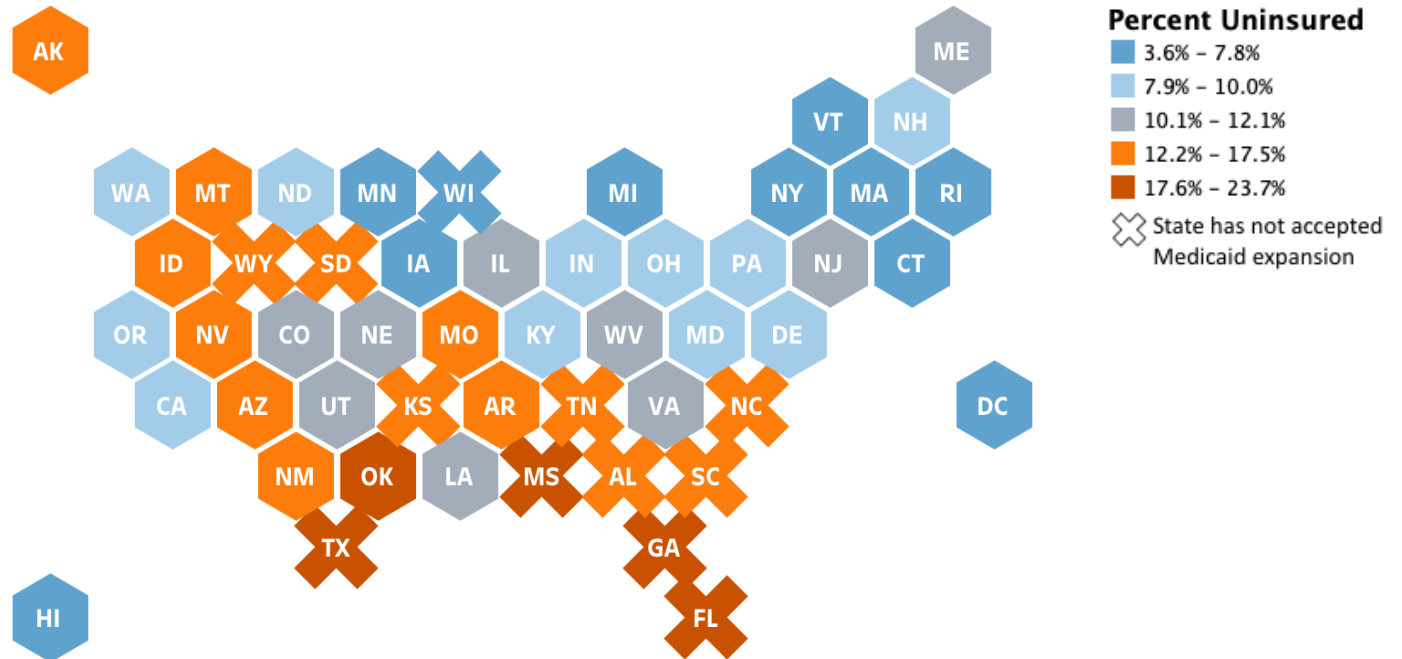 AK
ME
Percent Uninsured
3.6% – 7.8%
7.9% – 10.0%
10.1% – 12.1%
12.2% – 17.5%
17.6% – 23.7%
State has not accepted
Medicaid expansion
VT NH
WA MT ND MN WI MI NY MA RI
ID WY SD IA IL IN OH PA NJ CT
OR NV CO NE MO KY WV MD DE
CA AZ UT KS AR TN VA NC DC
NM OK LA MS AL SC
TX GA
HI FL